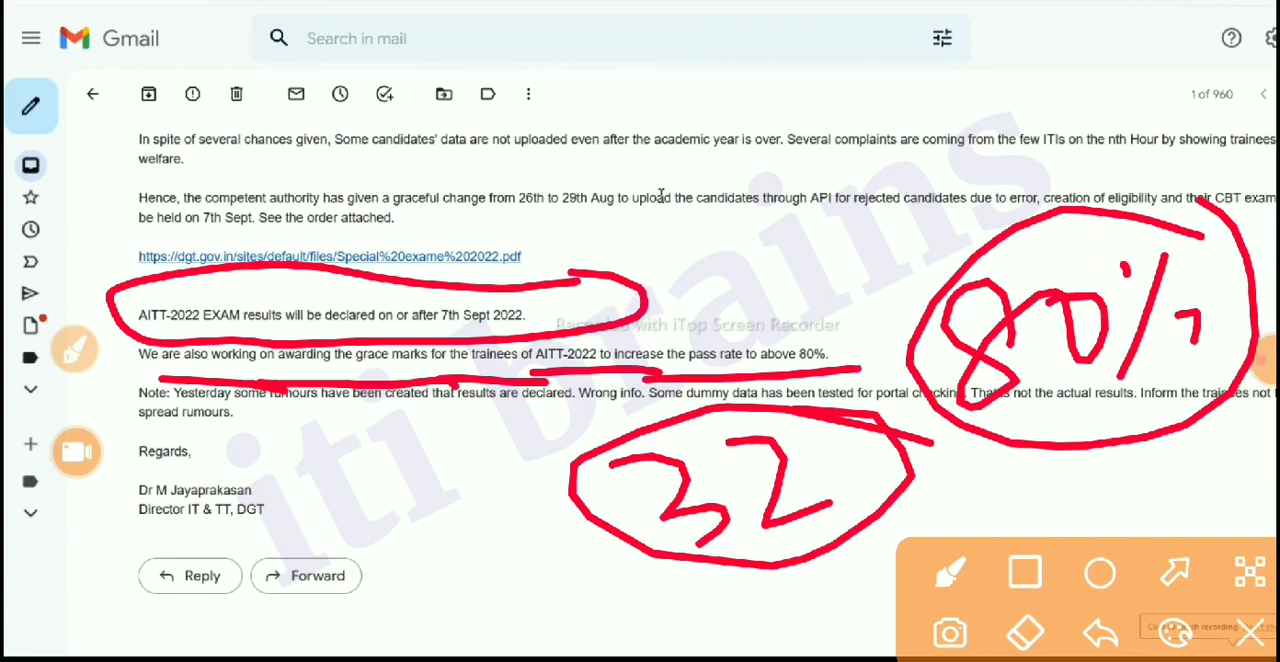 Gmail
Search in mail
1 of 960
In spite of several chances given, Some candidates' data are not uploaded even after the academic year is over. Several complaints are coming from the few ITIs on the nth Hour by showing trainees
welfare.
Hence, the competent authority has given a graceful change from 26th to 29th Aug to upload the candidates through API for rejected candidates due to error, creation of eligibility and their CBT exam
be held on 7th Sept. See the order attached.
https://dgt.gov.in/sites/default/files/Special%20exame%202022.pdf
AITT-2022 EXAM results will be declared on or after 7th Sept 2022.
Recorded with iTop Screen Recorder
80%
We are also working on awarding the grace marks for the trainees of AITT-2022 to increase the pass rate to above 80%.
Note: Yesterday some rumours have been created that results are declared. Wrong info. Some dummy data has been tested for portal checking. That is not the actual results. Inform the trainees not
spread rumours.
32
Regards,
Dr M Jayaprakasan
Director IT & TT, DGT
Reply
Forward
iti brains